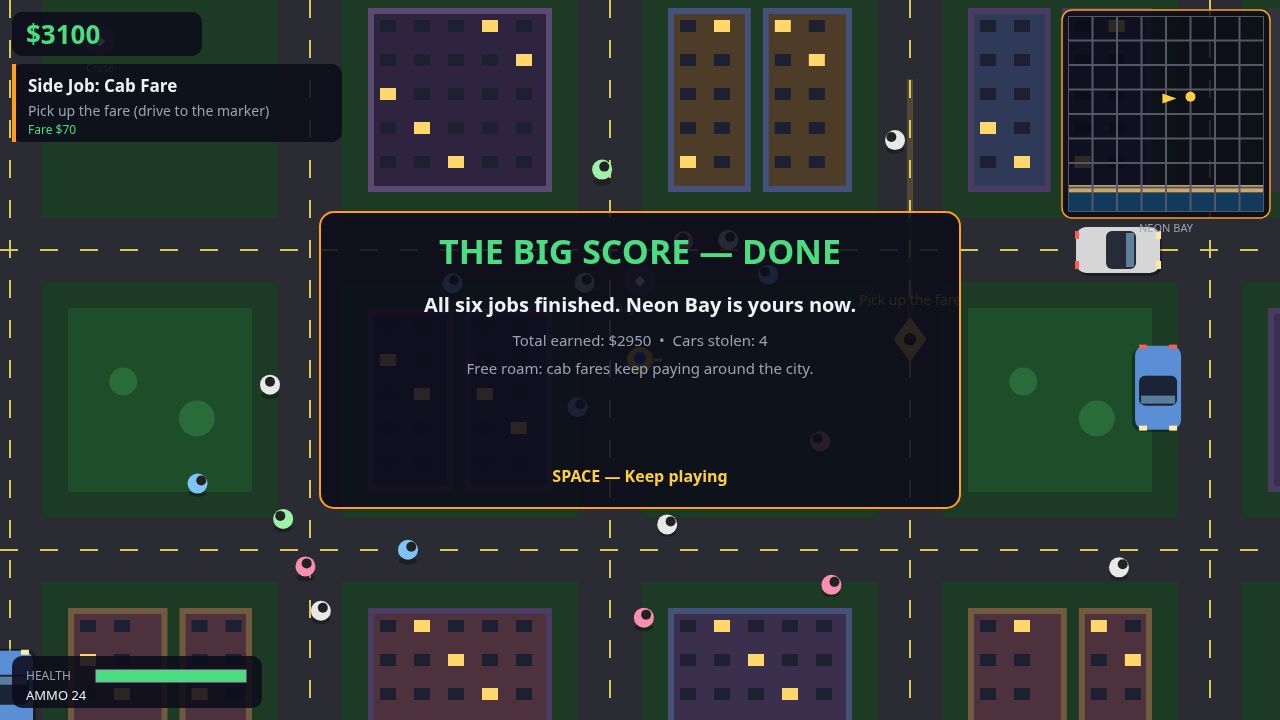 $3100
Crate
Side Job: Cab Fare
Pick up the fare (drive to the marker)
Fare $70
NEON BAY
THE BIG SCORE — DONE
All six jobs finished. Neon Bay is yours now.
Pick up the fare
Total earned: $2950 • Cars stolen: 4
Free roam: cab fares keep paying around the city.
SPACE — Keep playing
HEALTH
AMMO 24